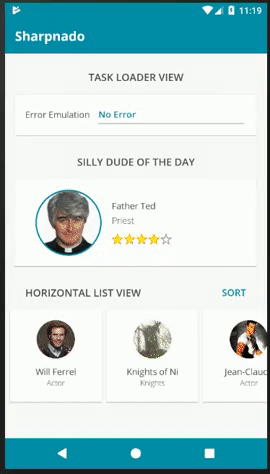 11:19
Sharpnado
TASK LOADER VIEW
Error Emulation No Error
SILLY DUDE OF THE DAY
Father Ted
Priest
HORIZONTAL LIST VIEW SORT
Will Ferrel Knights of Ni Jean-Claud
Actor Knights Actor